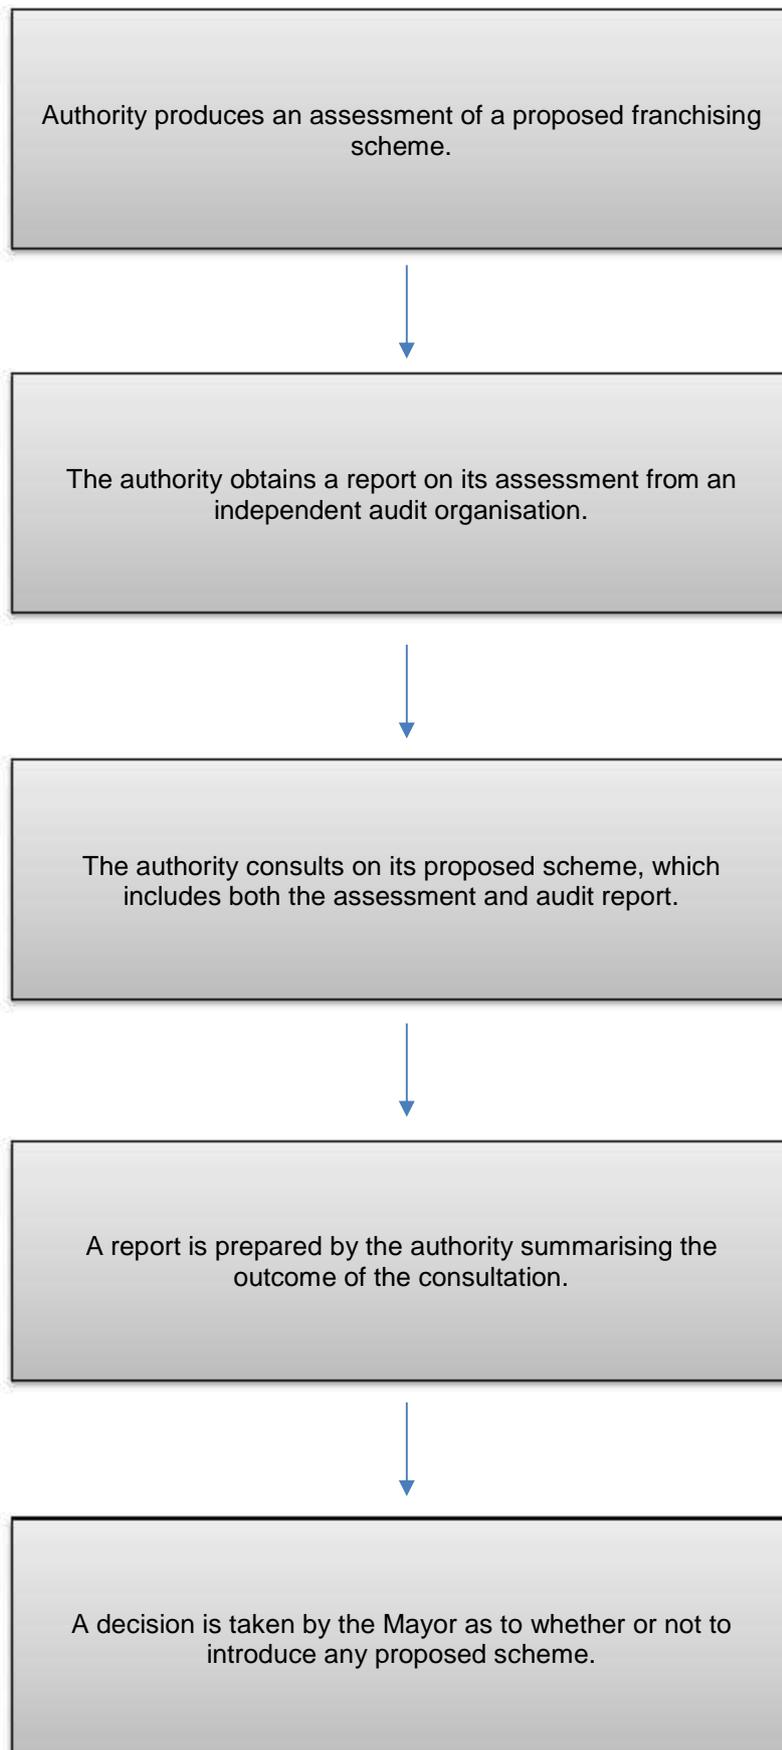 Authority produces an assessment of a proposed franchising
scheme.
The authority obtains a report on its assessment from an
independent audit organisation.
The authority consults on its proposed scheme, which
includes both the assessment and audit report.
A report is prepared by the authority summarising the
outcome of the consultation.
A decision is taken by the Mayor as to whether or not to
introduce any proposed scheme.